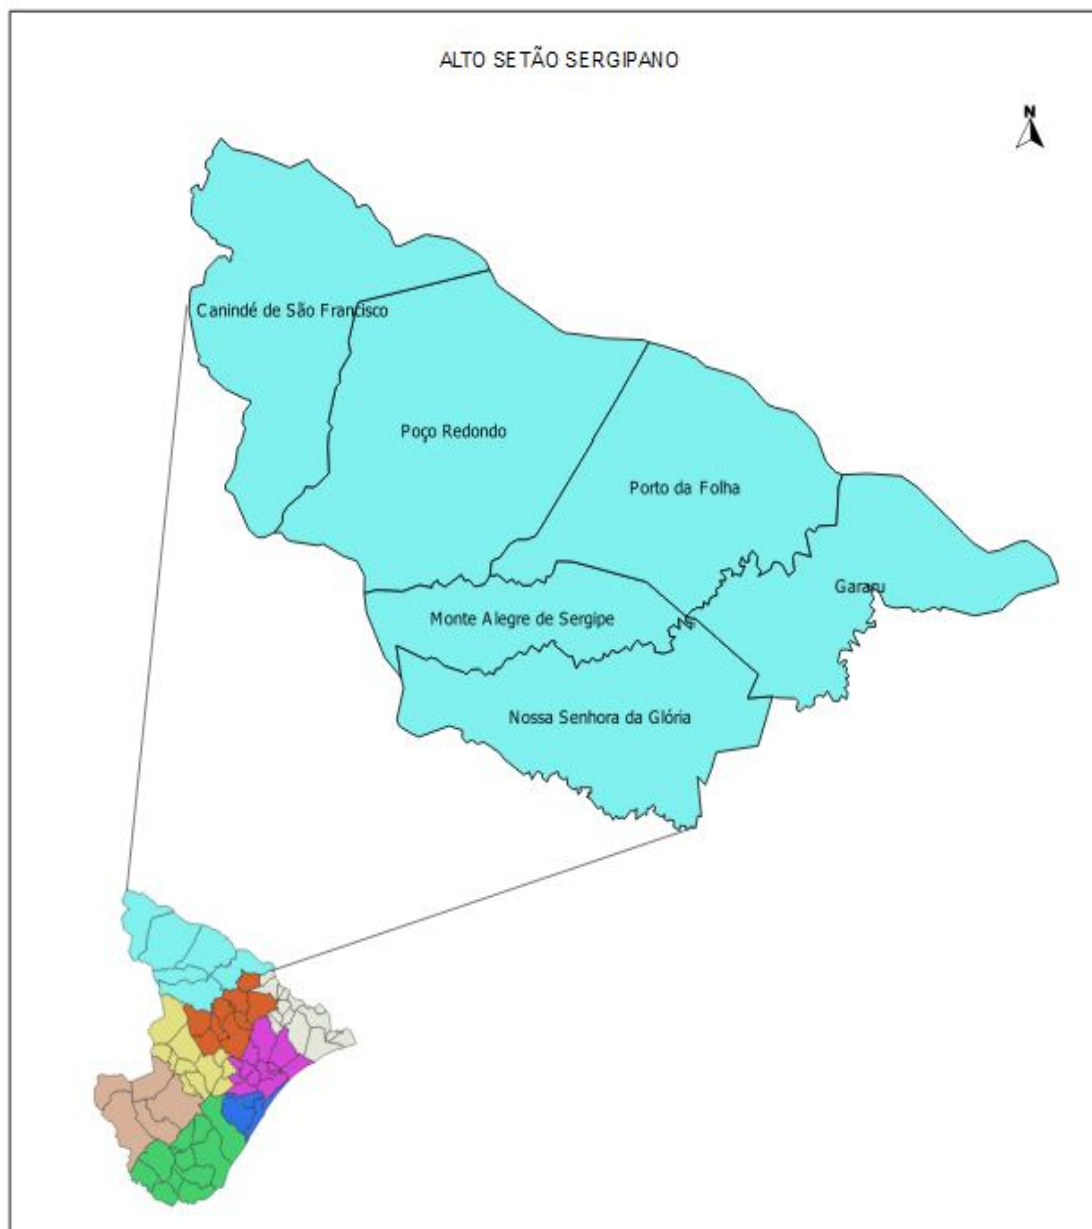 ALTO SETÃO SERGIPANO
N
Canindé de São Francisco
Poço Redondo
Porto da Folha
Gararu
Monte Alegre de Sergipe
Nossa Senhora da Glória